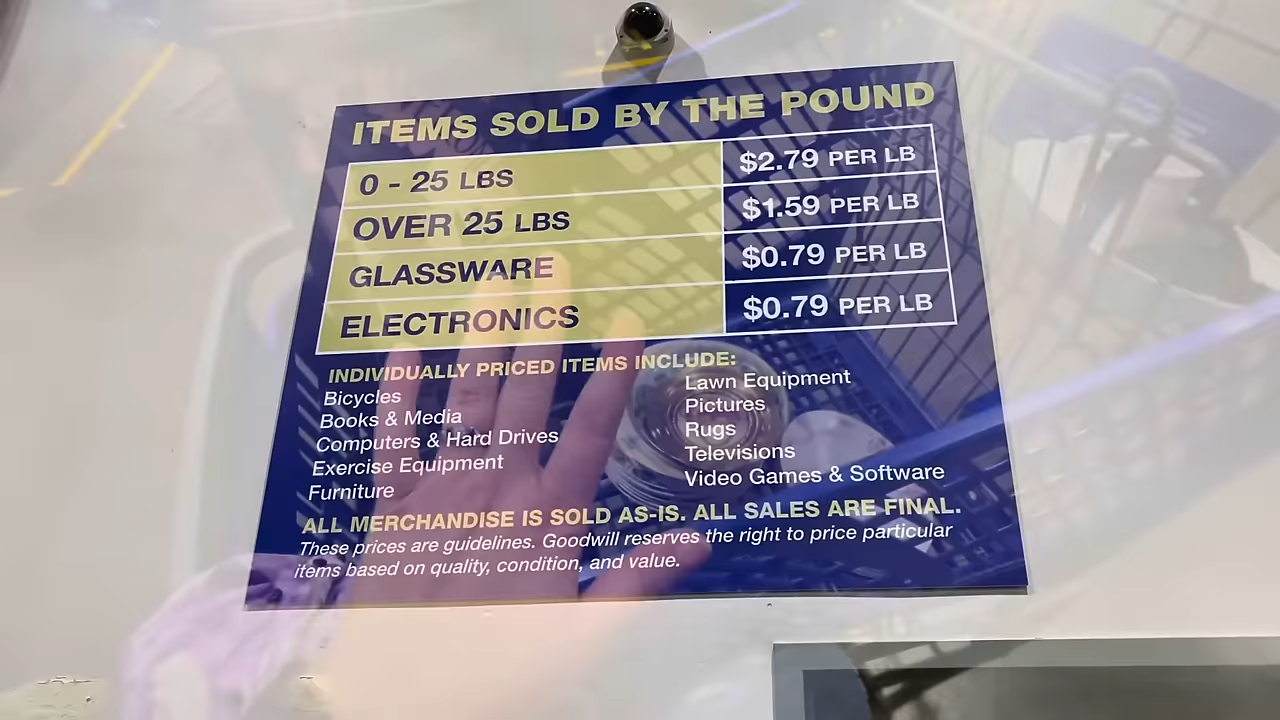 ITEMS SOLD BY THE POUND
0 - 25 LBS $2.79 PER LB
OVER 25 LBS $1.59 PER LB
GLASSWARE $0.79 PER LB
ELECTRONICS $0.79 PER LB
INDIVIDUALLY PRICED ITEMS INCLUDE:
Bicycles
Books & Media
Computers & Hard Drives
Exercise Equipment
Furniture
Lawn Equipment
Pictures
Rugs
Televisions
Video Games & Software
ALL MERCHANDISE IS SOLD AS-IS. ALL SALES ARE FINAL.
These prices are guidelines. Goodwill reserves the right to price particular
items based on quality, condition, and value.